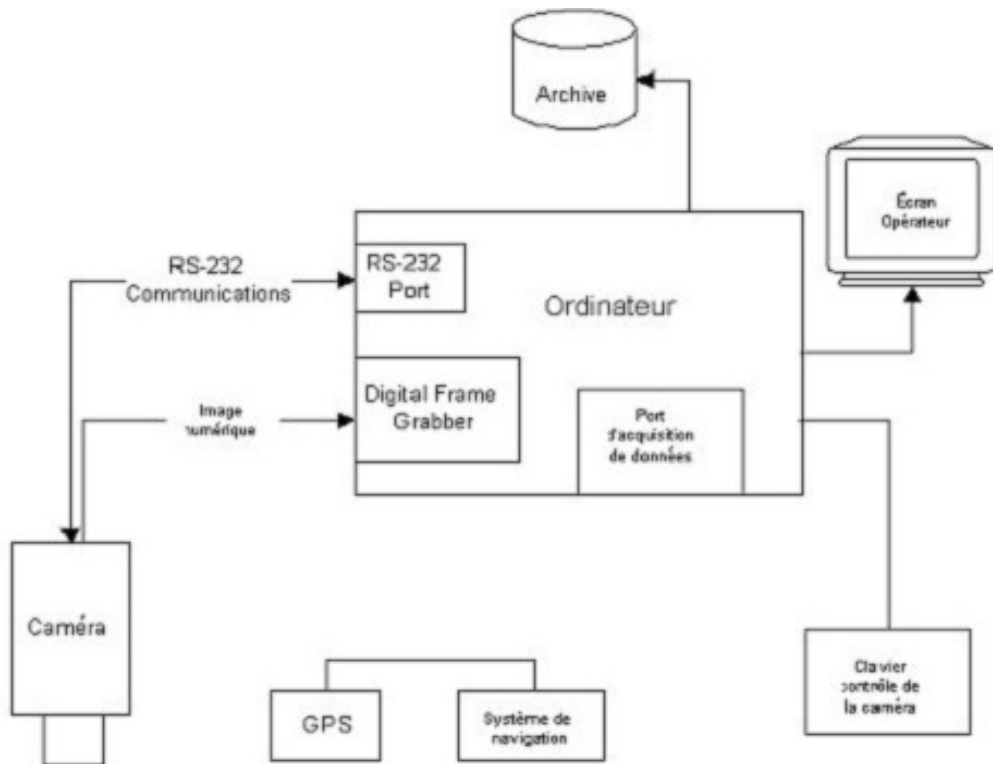 Archive
Écran
Opérateur
RS-232
Communications
RS-232
Port
Ordinateur
Image
numérique
Digital Frame
Grabber
Port
d'acquisition
de données
Caméra
GPS
Système de
navigation
Clavier
contrôle de
la caméra